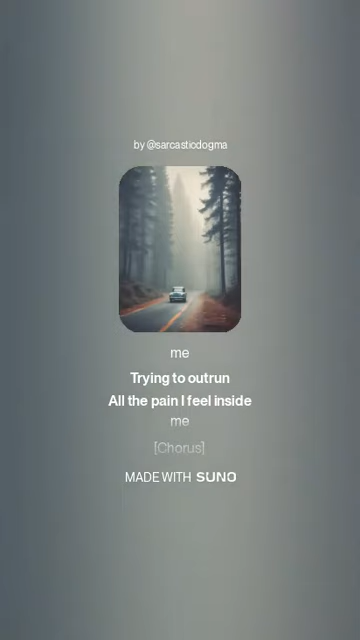 by @sarcasticdogma
me
Trying to outrun
All the pain I feel inside
me
[Chorus]
MADE WITH SUNO